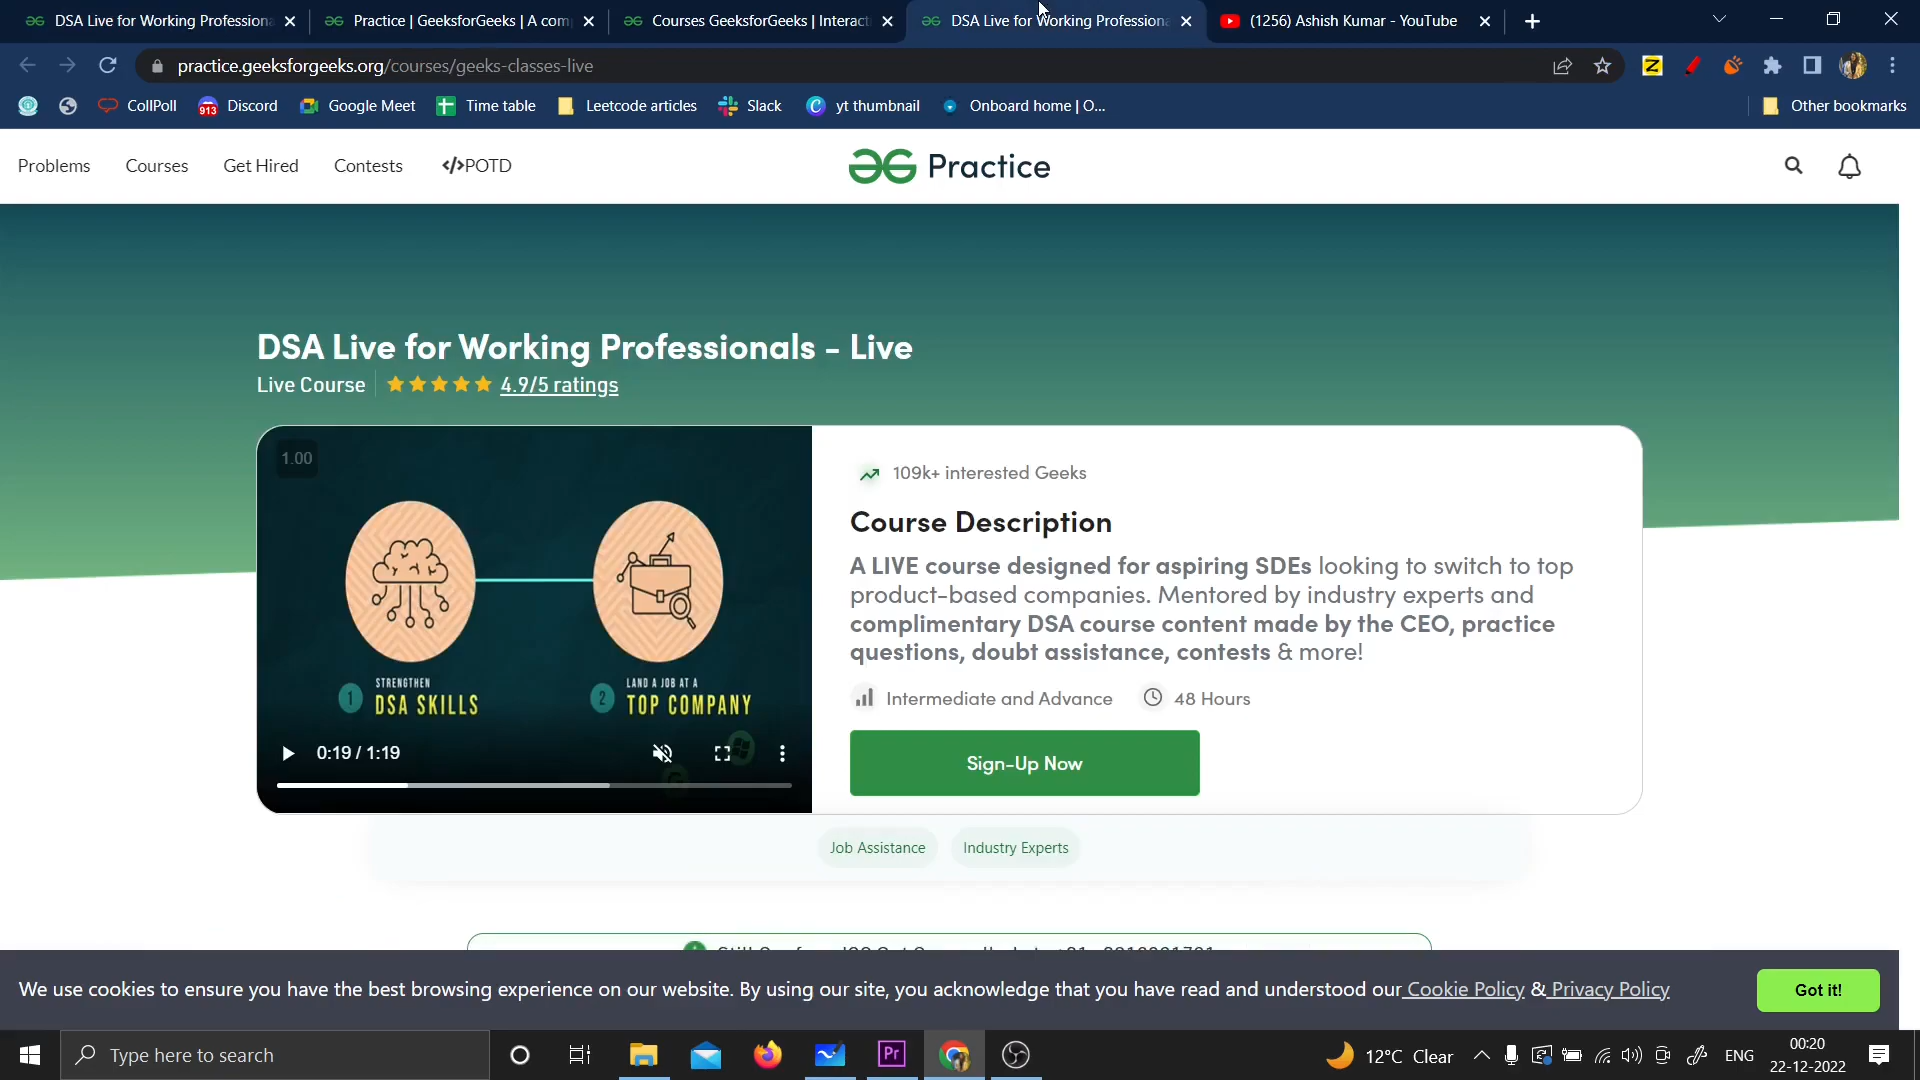 DSA Live for Working Professiona
Practice | GeeksforGeeks | A com
Courses GeeksforGeeks | Interact
DSA Live for Working Professiona
(1256) Ashish Kumar - YouTube
practice.geeksforgeeks.org/courses/geeks-classes-live
CollPoll
913
Discord
Google Meet
Time table
Leetcode articles
Slack
yt thumbnail
Onboard home | O...
Other bookmarks
Problems
Courses
Get Hired
Contests
</>POTD
Practice
DSA Live for Working Professionals - Live
Live Course
4.9/5 ratings
1.00
1 STRENGTHEN
DSA SKILLS
2 LAND A JOB AT A
TOP COMPANY
0:19 / 1:19
109k+ interested Geeks
Course Description
A LIVE course designed for aspiring SDEs looking to switch to top
product-based companies. Mentored by industry experts and
complimentary DSA course content made by the CEO, practice
questions, doubt assistance, contests & more!
Intermediate and Advance
48 Hours
Sign-Up Now
Job Assistance
Industry Experts
We use cookies to ensure you have the best browsing experience on our website. By using our site, you acknowledge that you have read and understood our Cookie Policy & Privacy Policy
Got it!
Type here to search
Pr
12°C Clear
ENG
00:20
22-12-2022